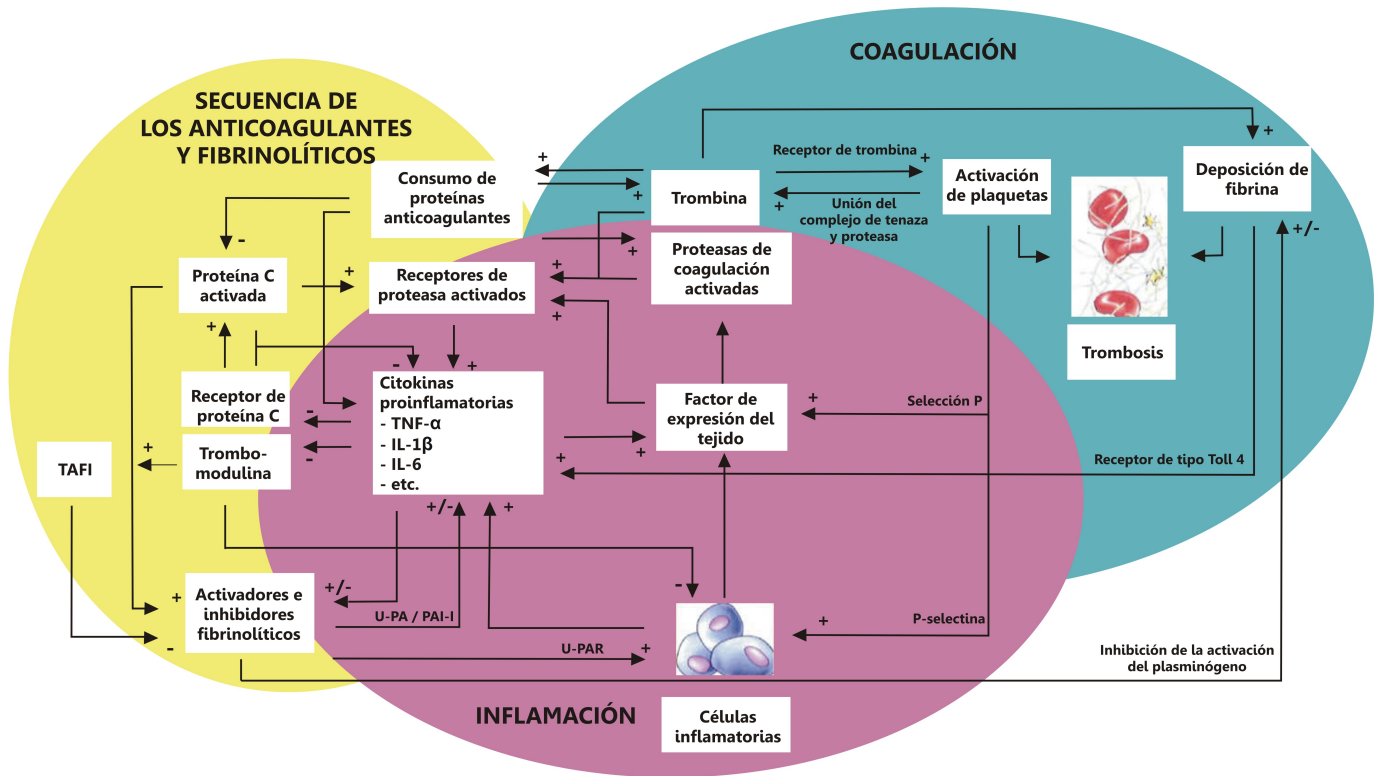 COAGULACIÓN
SECUENCIA DE
LOS ANTICOAGULANTES
Y FIBRINOLÍTICOS
Consumo de
proteínas
anticoagulantes
+
+
-
Trombina
Receptor de trombina
+
+
Unión del
complejo de tenaza
y proteasa
Activación
de plaquetas
+
Deposición de
fibrina
+/-
Proteína C
activada
+
+
Receptores de
proteasa activados
+
+
+
Proteasas de
coagulación
activadas
Trombosis
-
+
Receptor de
proteína C
-
Citokinas
proinflamatorias
- TNF-α
- IL-1β
- IL-6
- etc.
Factor de
expresión del
tejido
+
Selección P
TAFI
+
Trombo-
modulina
-
+
+
Receptor de tipo Toll 4
+/-
+
+
-
Activadores e
inhibidores
fibrinolíticos
+/-
U-PA / PAI-I
U-PAR
+
-
+
P-selectina
Inhibición de la activación
del plasminógeno
INFLAMACIÓN
Células
inflamatorias